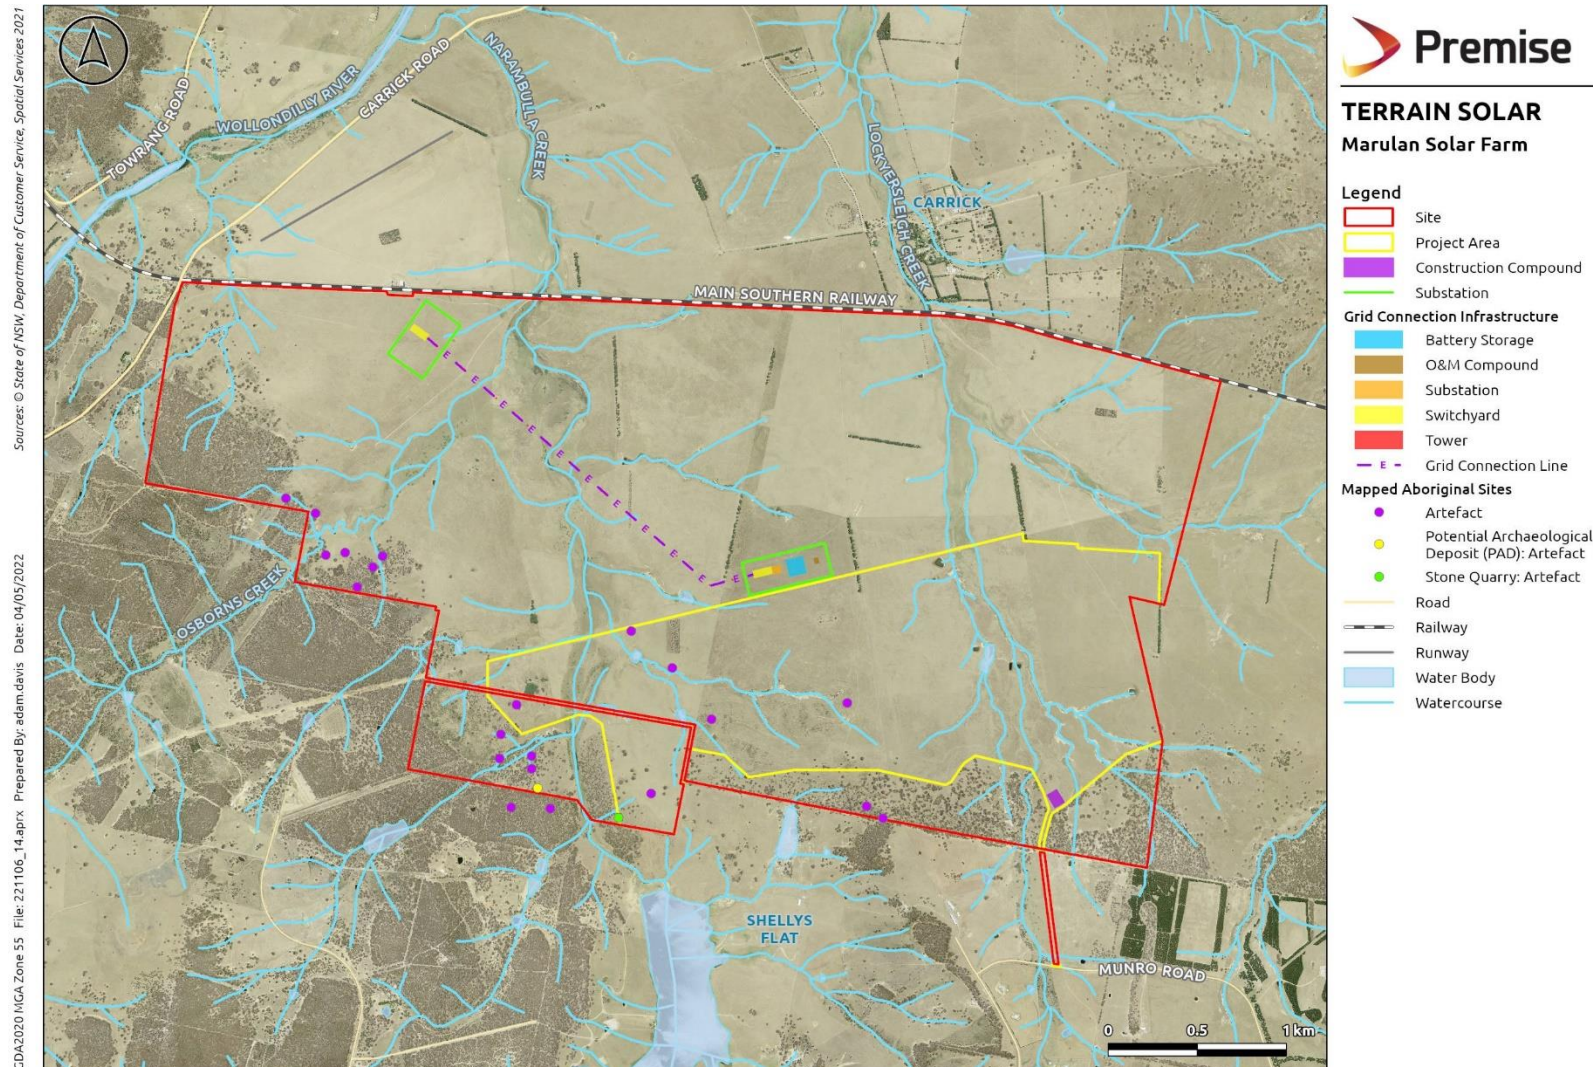 Sources: © State of NSW, Department of Customer Service, Spatial Services 2021
GDA2020 MGA Zone 55 File: 221106_14.aprx Prepared By: adam.davis Date: 04/05/2022
TOWRANG ROAD
WOLLONDILLY RIVER
CARRICK ROAD
NARAMBULLA CREEK
LOCKYERSLEIGH CREEK
CARRICK
MAIN SOUTHERN RAILWAY
E
E
E
E
E
E
E
E
E
E
E
OSBORNS CREEK
SHELLYS
FLAT
MUNRO ROAD
0 0.5 1 km
Premise
TERRAIN SOLAR
Marulan Solar Farm
Legend
Site
Project Area
Construction Compound
Substation
Grid Connection Infrastructure
Battery Storage
O&M Compound
Substation
Switchyard
Tower
E Grid Connection Line
Mapped Aboriginal Sites
Artefact
Potential Archaeological
Deposit (PAD): Artefact
Stone Quarry: Artefact
Road
Railway
Runway
Water Body
Watercourse